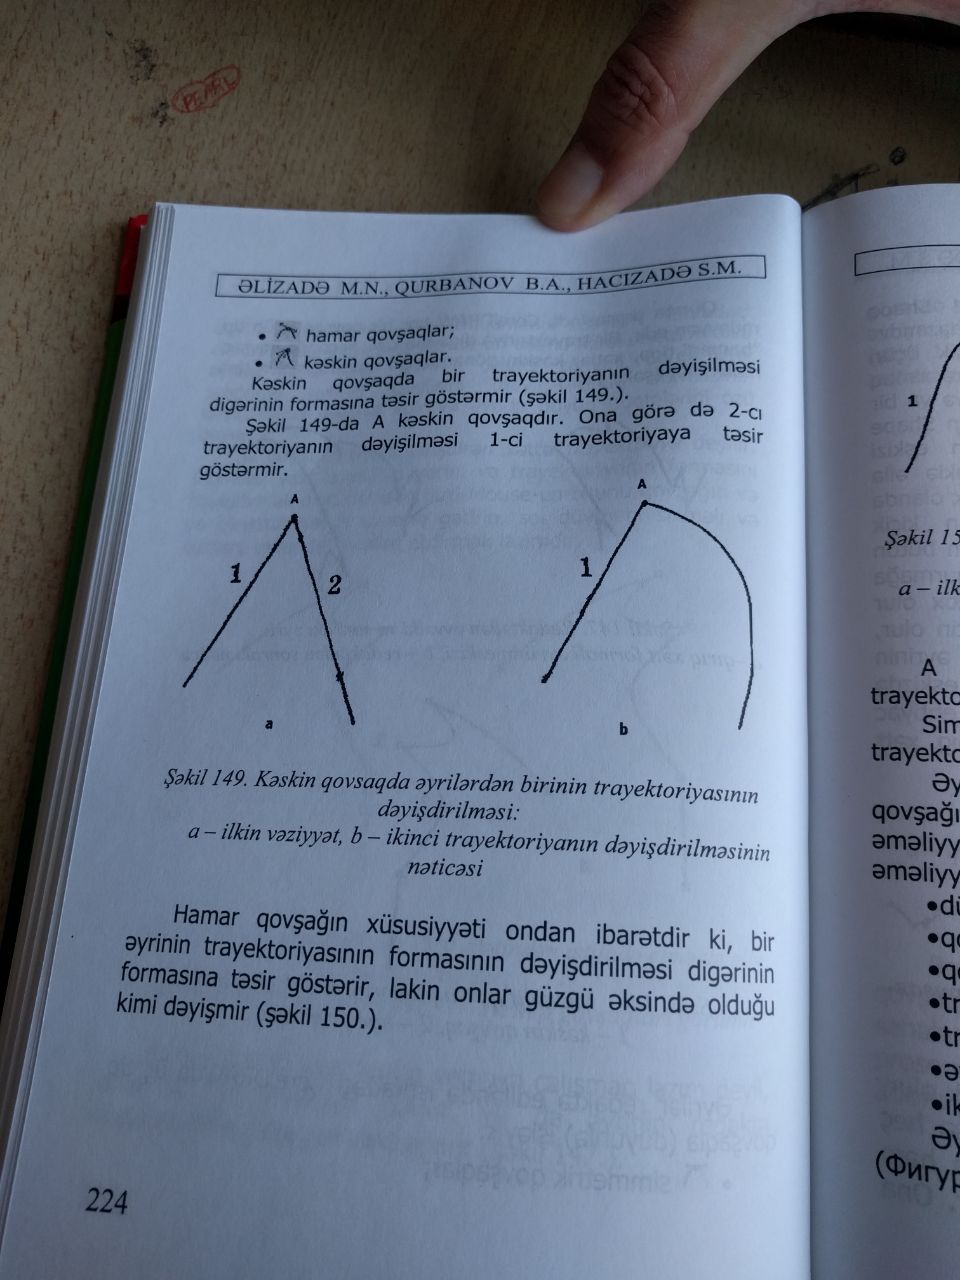 PEARL
ƏLİZADƏ M.N., QURBANOV B.A., HACIZADƏ S.M.
• hamar qovşaqlar;
• kəskin qovşaqlar.
Kəskin qovşaqda bir trayektoriyanın dəyişilməsi
digərinin formasına təsir göstərmir (şəkil 149.).
Şəkil 149-da A kəskin qovşaqdır. Ona görə də 2-cı
trayektoriyanın dəyişilməsi 1-ci trayektoriyaya təsir
göstərmir.
A
1
2
a
A
1
b
Şəkil 149. Kəskin qovsaqda əyrilərdən birinin trayektoriyasının
dəyişdirilməsi:
a – ilkin vəziyyət, b – ikinci trayektoriyanın dəyişdirilməsinin
nəticəsi
Hamar qovşağın xüsusiyyəti ondan ibarətdir ki, bir
əyrinin trayektoriyasının formasının dəyişdirilməsi digərinin
formasına təsir göstərir, lakin onlar güzgü əksində olduğu
kimi dəyişmir (şəkil 150.).
224
1
Şəkil 15
a – ilk
A
trayekto
Sim
trayekto
Əy
qovşağı
əməliyy
əməliyy
•dü
•qo
•qo
•tr
•tr
•ə
•ik
Əy
(Фигур